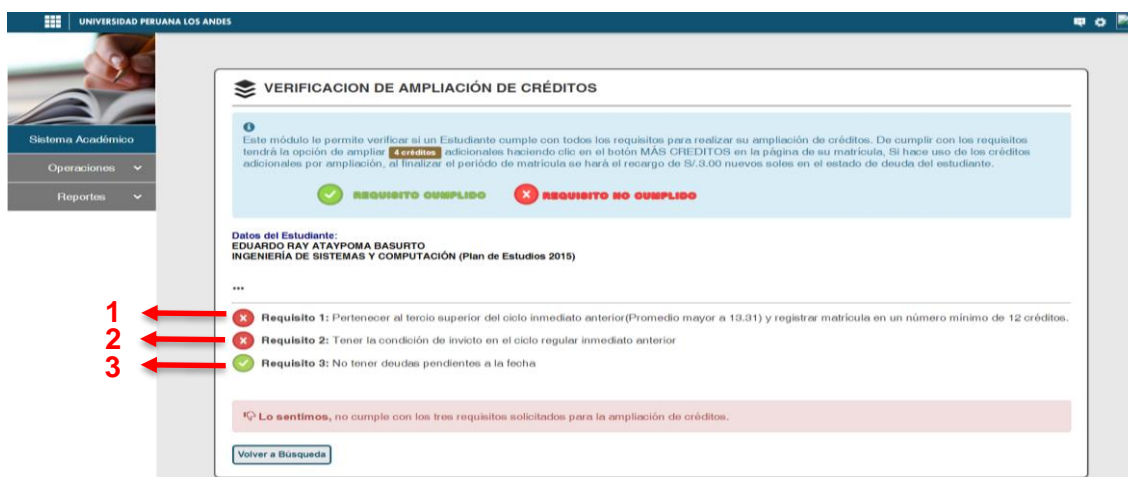 UNIVERSIDAD PERUANA LOS ANDES
Sistema Académico
Operaciones
Reportes
VERIFICACION DE AMPLIACIÓN DE CRÉDITOS
Este módulo le permite verificar si un Estudiante cumple con todos los requisitos para realizar su ampliación de créditos. De cumplir con los requisitos
tendrá la opción de ampliar 4 créditos adicionales haciendo clic en el botón MÁS CREDITOS en la página de su matrícula, Si hace uso de los créditos
adicionales por ampliación, al finalizar el periódo de matrícula se hará el recargo de S/.3.00 nuevos soles en el estado de deuda del estudiante.
REQUISITO CUMPLIDO REQUISITO NO CUMPLIDO
Datos del Estudiante:
EDUARDO RAY ATAYPOMA BASURTO
INGENIERÍA DE SISTEMAS Y COMPUTACIÓN (Plan de Estudios 2015)
...
1 Requisito 1: Pertenecer al tercio superior del ciclo inmediato anterior(Promedio mayor a 13.31) y registrar matrícula en un número mínimo de 12 créditos.
2 Requisito 2: Tener la condición de invicto en el ciclo regular inmediato anterior
3 Requisito 3: No tener deudas pendientes a la fecha
Lo sentimos, no cumple con los tres requisitos solicitados para la ampliación de créditos.
Volver a Búsqueda